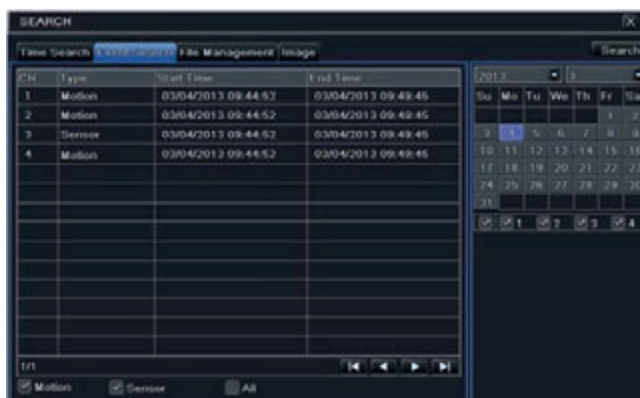 SEARCH
Time Search Event Search File Management Image Search
CH Type Start Time End Time
1 Motion 03/04/2013 09:44:52 03/04/2013 09:49:45
2 Motion 03/04/2013 09:44:52 03/04/2013 09:49:45
3 Sensor 03/04/2013 09:44:52 03/04/2013 09:49:45
4 Motion 03/04/2013 09:44:52 03/04/2013 09:49:45
1/1
Motion Sensor All
2013 3
Su Mo Tu We Th Fr Sa
1 2
3 4 5 6 7 8 9
10 11 12 13 14 15 16
17 18 19 20 21 22 23
24 25 26 27 28 29 30
31
1 2 3 4